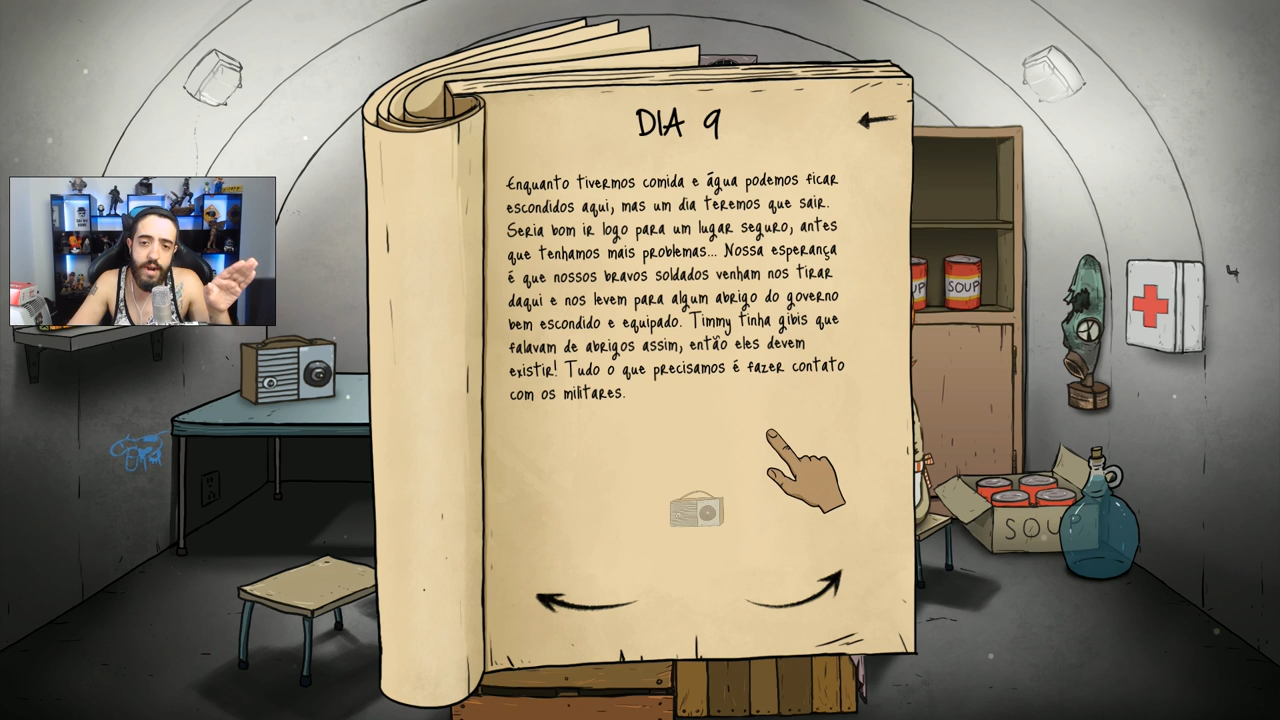 DIA 9
Enquanto tivermos comida e água podemos ficar
escondidos aqui, mas um dia teremos que sair.
Seria bom ir logo para um lugar seguro, antes
que tenhamos mais problemas... Nossa esperança
é que nossos bravos soldados venham nos tirar
daqui e nos levem para algum abrigo do governo
bem escondido e equipado. Timmy tinha gibis que
falavam de abrigos assim, então eles devem
existir! Tudo o que precisamos é fazer contato
com os militares.
UP
SOUP
SOUP
4